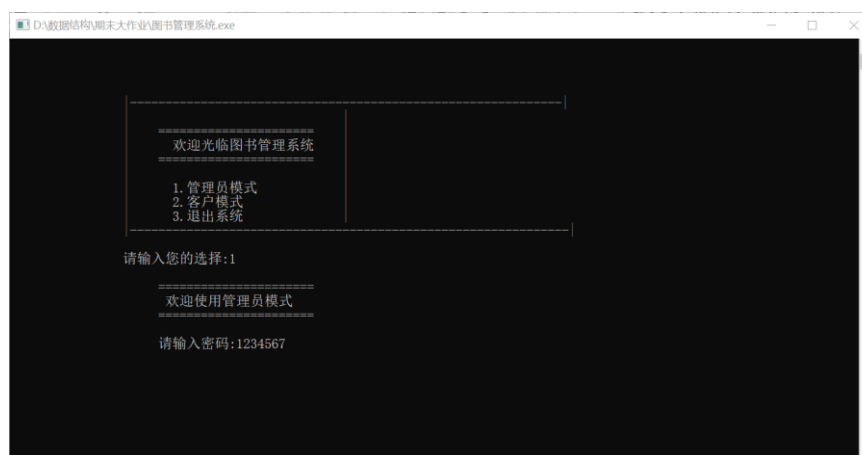 D:\数据结构\期末大作业\图书管理系统.exe
|-------------------------------------------------------------|
======================
欢迎光临图书管理系统
======================
1.管理员模式
2.客户模式
3.退出系统
|--------------------------------------------------------------|
请输入您的选择:1
======================
欢迎使用管理员模式
======================
请输入密码:1234567